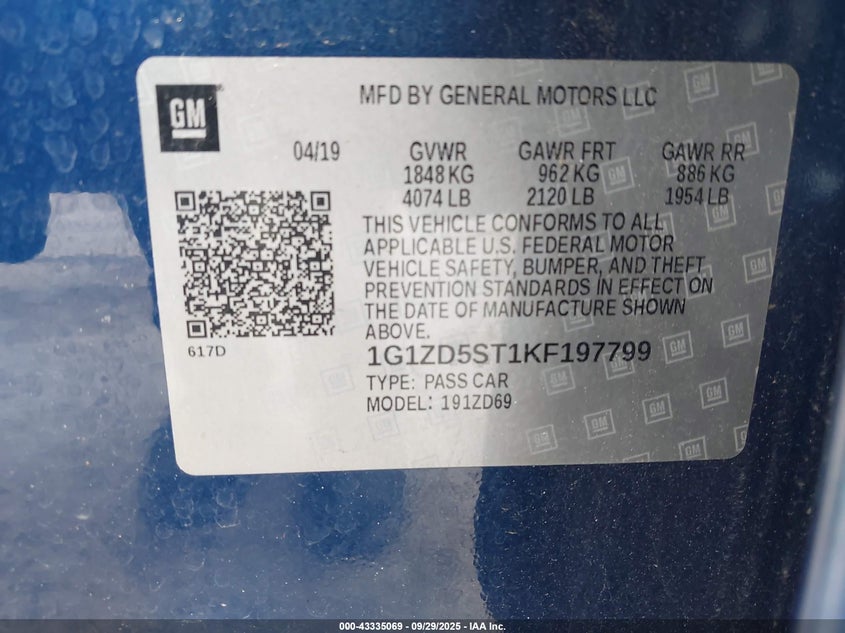 GM
MFD BY GENERAL MOTORS LLC
04/19
GVWR
1848 KG
4074 LB
GAWR FRT
962 KG
2120 LB
GAWR RR
886 KG
1954 LB
THIS VEHICLE CONFORMS TO ALL
APPLICABLE U.S. FEDERAL MOTOR
VEHICLE SAFETY, BUMPER, AND THEFT
PREVENTION STANDARDS IN EFFECT ON
THE DATE OF MANUFACTURE SHOWN
ABOVE.
617D
1G1ZD5ST1KF197799
TYPE: PASS CAR
MODEL: 191ZD69
000-43335069 - 09/29/2025 - IAA Inc.